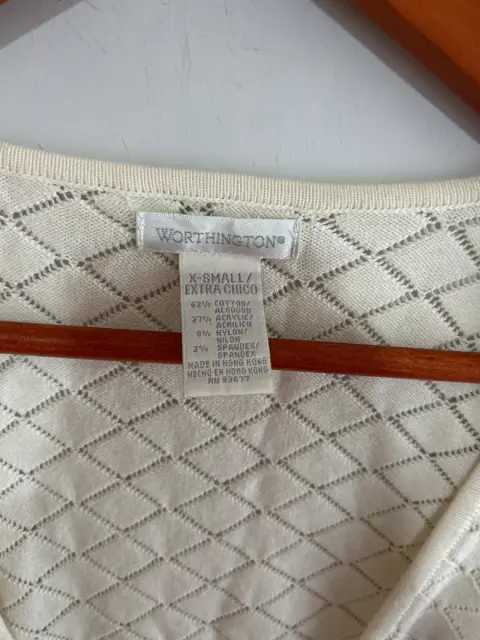 WORTHINGTON®
X-SMALL/
EXTRA CHICO
62% COTTON/
ALGODON
27% ACRYLIC/
ACRILICO
9% NYLON/
NILON
2% SPANDEX/
SPANDEX
MADE IN HONG KONG
HECHO EN HONG KONG
RN 93677